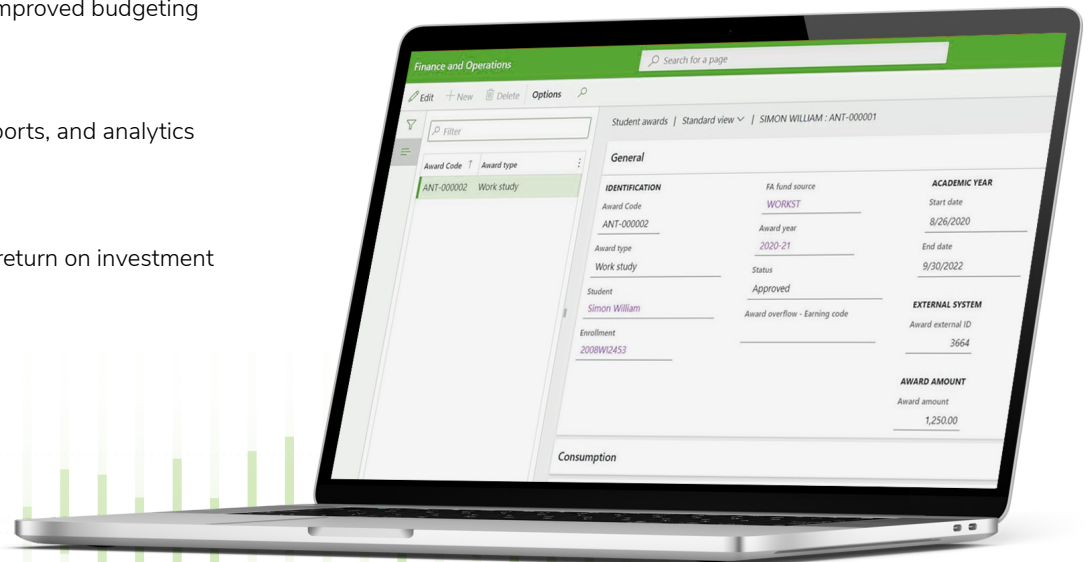 mproved budgeting
ports, and analytics
return on investment
Finance and Operations
Search for a page
Edit + New Delete Options
Filter
Award Code ↑ Award type
ANT-000002 Work study
Student awards | Standard view | SIMON WILLIAM : ANT-000001
General
IDENTIFICATION
Award Code
ANT-000002
Award type
Work study
Student
Simon William
Enrollment
2008WI2453
FA fund source
WORKST
Award year
2020-21
Status
Approved
Award overflow - Earning code
ACADEMIC YEAR
Start date
8/26/2020
End date
9/30/2022
EXTERNAL SYSTEM
Award external ID
3664
AWARD AMOUNT
Award amount
1,250.00
Consumption